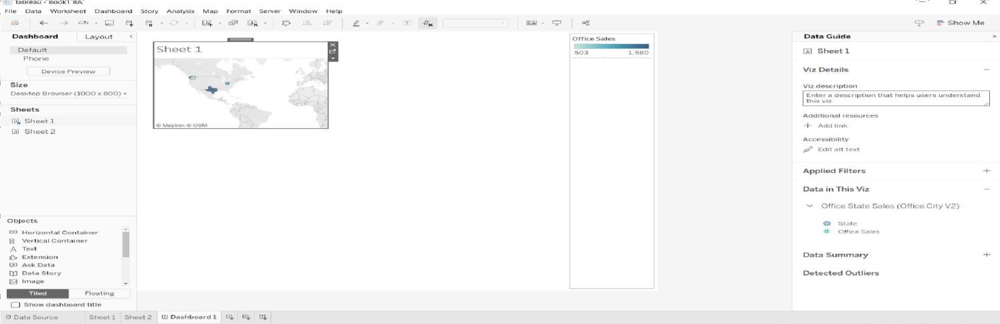 Tableau - Book1 BA
File Data Worksheet Dashboard Story Analysis Map Format Server Window Help
Show Me
Dashboard Layout
Default
Phone
Device Preview
Size
Desktop Browser (1000 x 800)
Sheets
Sheet 1
Sheet 2
Objects
Horizontal Container
Vertical Container
Text
Extension
Ask Data
Data Story
Image
Tiled Floating
Show dashboard title
Sheet 1
© Mapbox © OSM
Office Sales
503 1,580
Data Guide
Sheet 1
Viz Details
Viz description
Enter a description that helps users understand
this viz
Additional resources
Add link
Accessibility
Edit alt text
Applied Filters
Data in This Viz
Office State Sales (Office City V2)
State
Office Sales
Data Summary
Detected Outliers
Data Source Sheet 1 Sheet 2 Dashboard 1